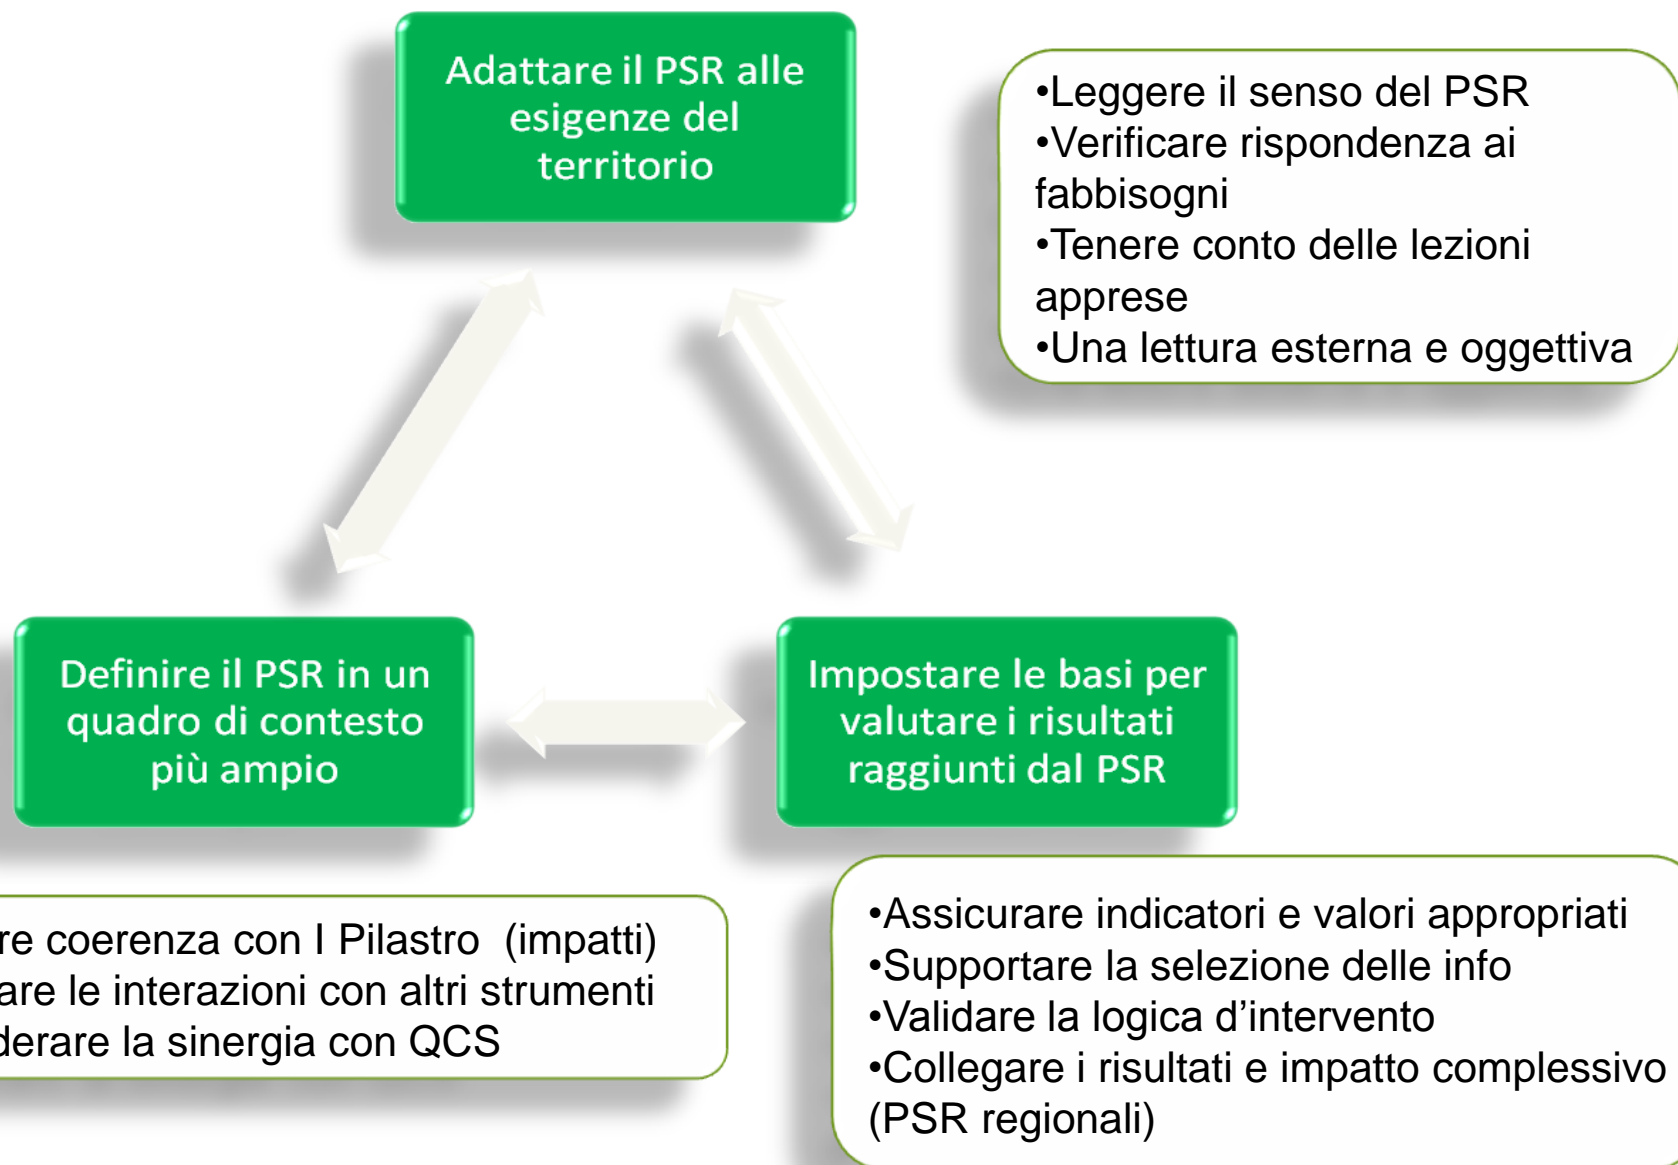 Adattare il PSR alle
esigenze del
territorio
•Leggere il senso del PSR
•Verificare rispondenza ai
fabbisogni
•Tenere conto delle lezioni
apprese
•Una lettura esterna e oggettiva
Definire il PSR in un
quadro di contesto
più ampio
Impostare le basi per
valutare i risultati
raggiunti dal PSR
coerenza con I Pilastro (impatti)
le interazioni con altri strumenti
la sinergia con QCS
•Assicurare indicatori e valori appropriati
•Supportare la selezione delle info
•Validare la logica d’intervento
•Collegare i risultati e impatto complessivo
(PSR regionali)